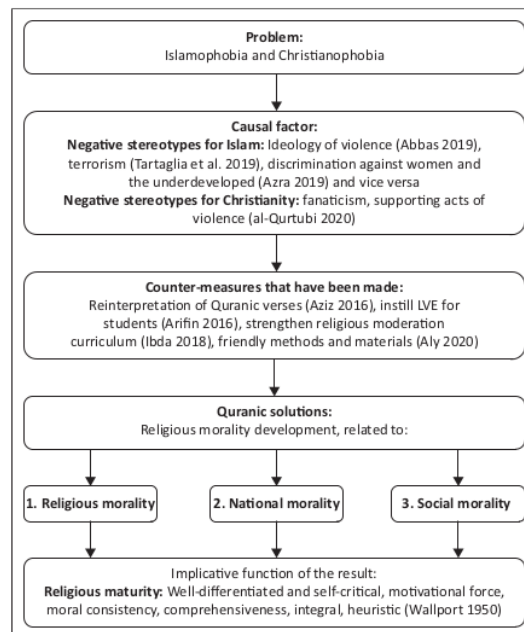 Problem:
Islamophobia and Christianophobia
Causal factor:
Negative stereotypes for Islam: Ideology of violence (Abbas 2019),
terrorism (Tartaglia et al. 2019), discrimination against women and
the underdeveloped (Azra 2019) and vice versa
Negative stereotypes for Christianity: fanaticism, supporting acts of
violence (al-Qurtubi 2020)
Counter-measures that have been made:
Reinterpretation of Quranic verses (Aziz 2016), instill LVE for
students (Arifin 2016), strengthen religious moderation
curriculum (Ibda 2018), friendly methods and materials (Aly 2020)
Quranic solutions:
Religious morality development, related to:
1. Religious morality
2. National morality
3. Social morality
Implicative function of the result:
Religious maturity: Well-differentiated and self-critical, motivational force,
moral consistency, comprehensiveness, integral, heuristic (Wallport 1950)